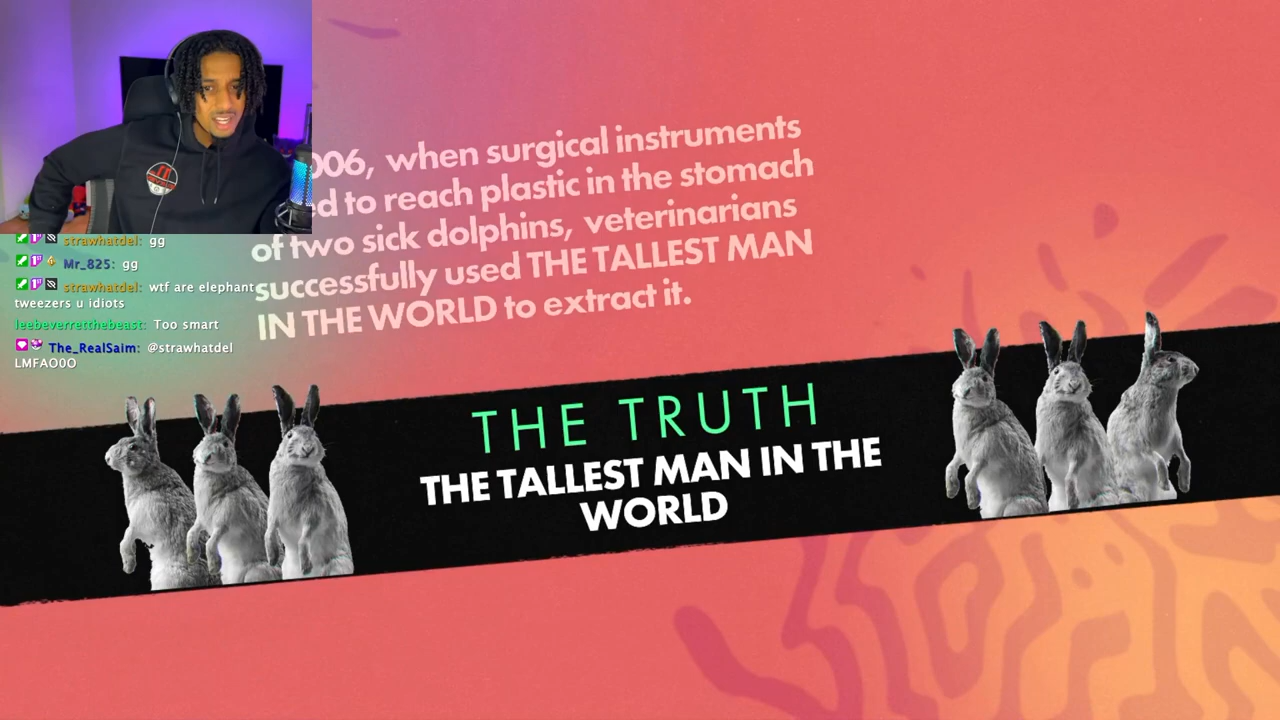 006, when surgical instruments
ed to reach plastic in the stomach
of two sick dolphins, veterinarians
successfully used THE TALLEST MAN
IN THE WORLD to extract it.
strawhatdel: gg
Mr_825: gg
strawhatdel: wtf are elephant
tweezers u idiots
leebeverretthebeast: Too smart
The_RealSaim: @strawhatdel
LMFAOOO
THE TRUTH
THE TALLEST MAN IN THE
WORLD